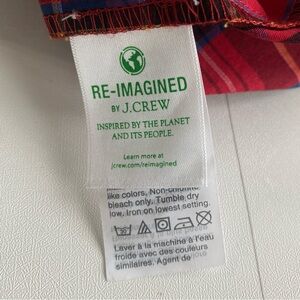 RE-IMAGINED
BY J.CREW
INSPIRED BY THE PLANET
AND ITS PEOPLE.
Learn more at
jcrew.com/reimagined
like colors, Non-chlorine
bleach only. Tumble dry
low, Iron on lowest setting.
Laver à la machine à l'eau
froide avec des couleurs
similaires. Agent de